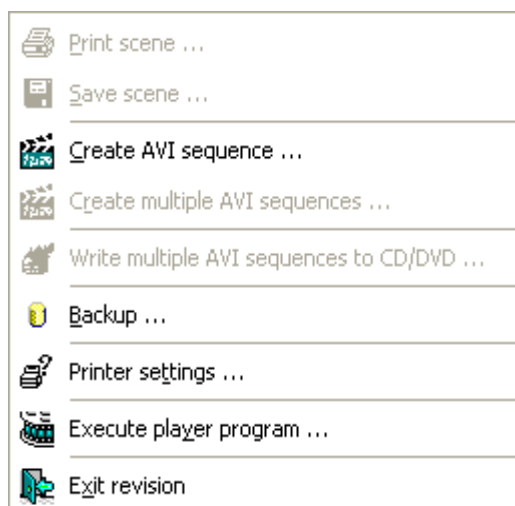 Print scene ...
Save scene ...
Create AVI sequence ...
Create multiple AVI sequences ...
Write multiple AVI sequences to CD/DVD ...
Backup ...
Printer settings ...
Execute player program ...
Exit revision